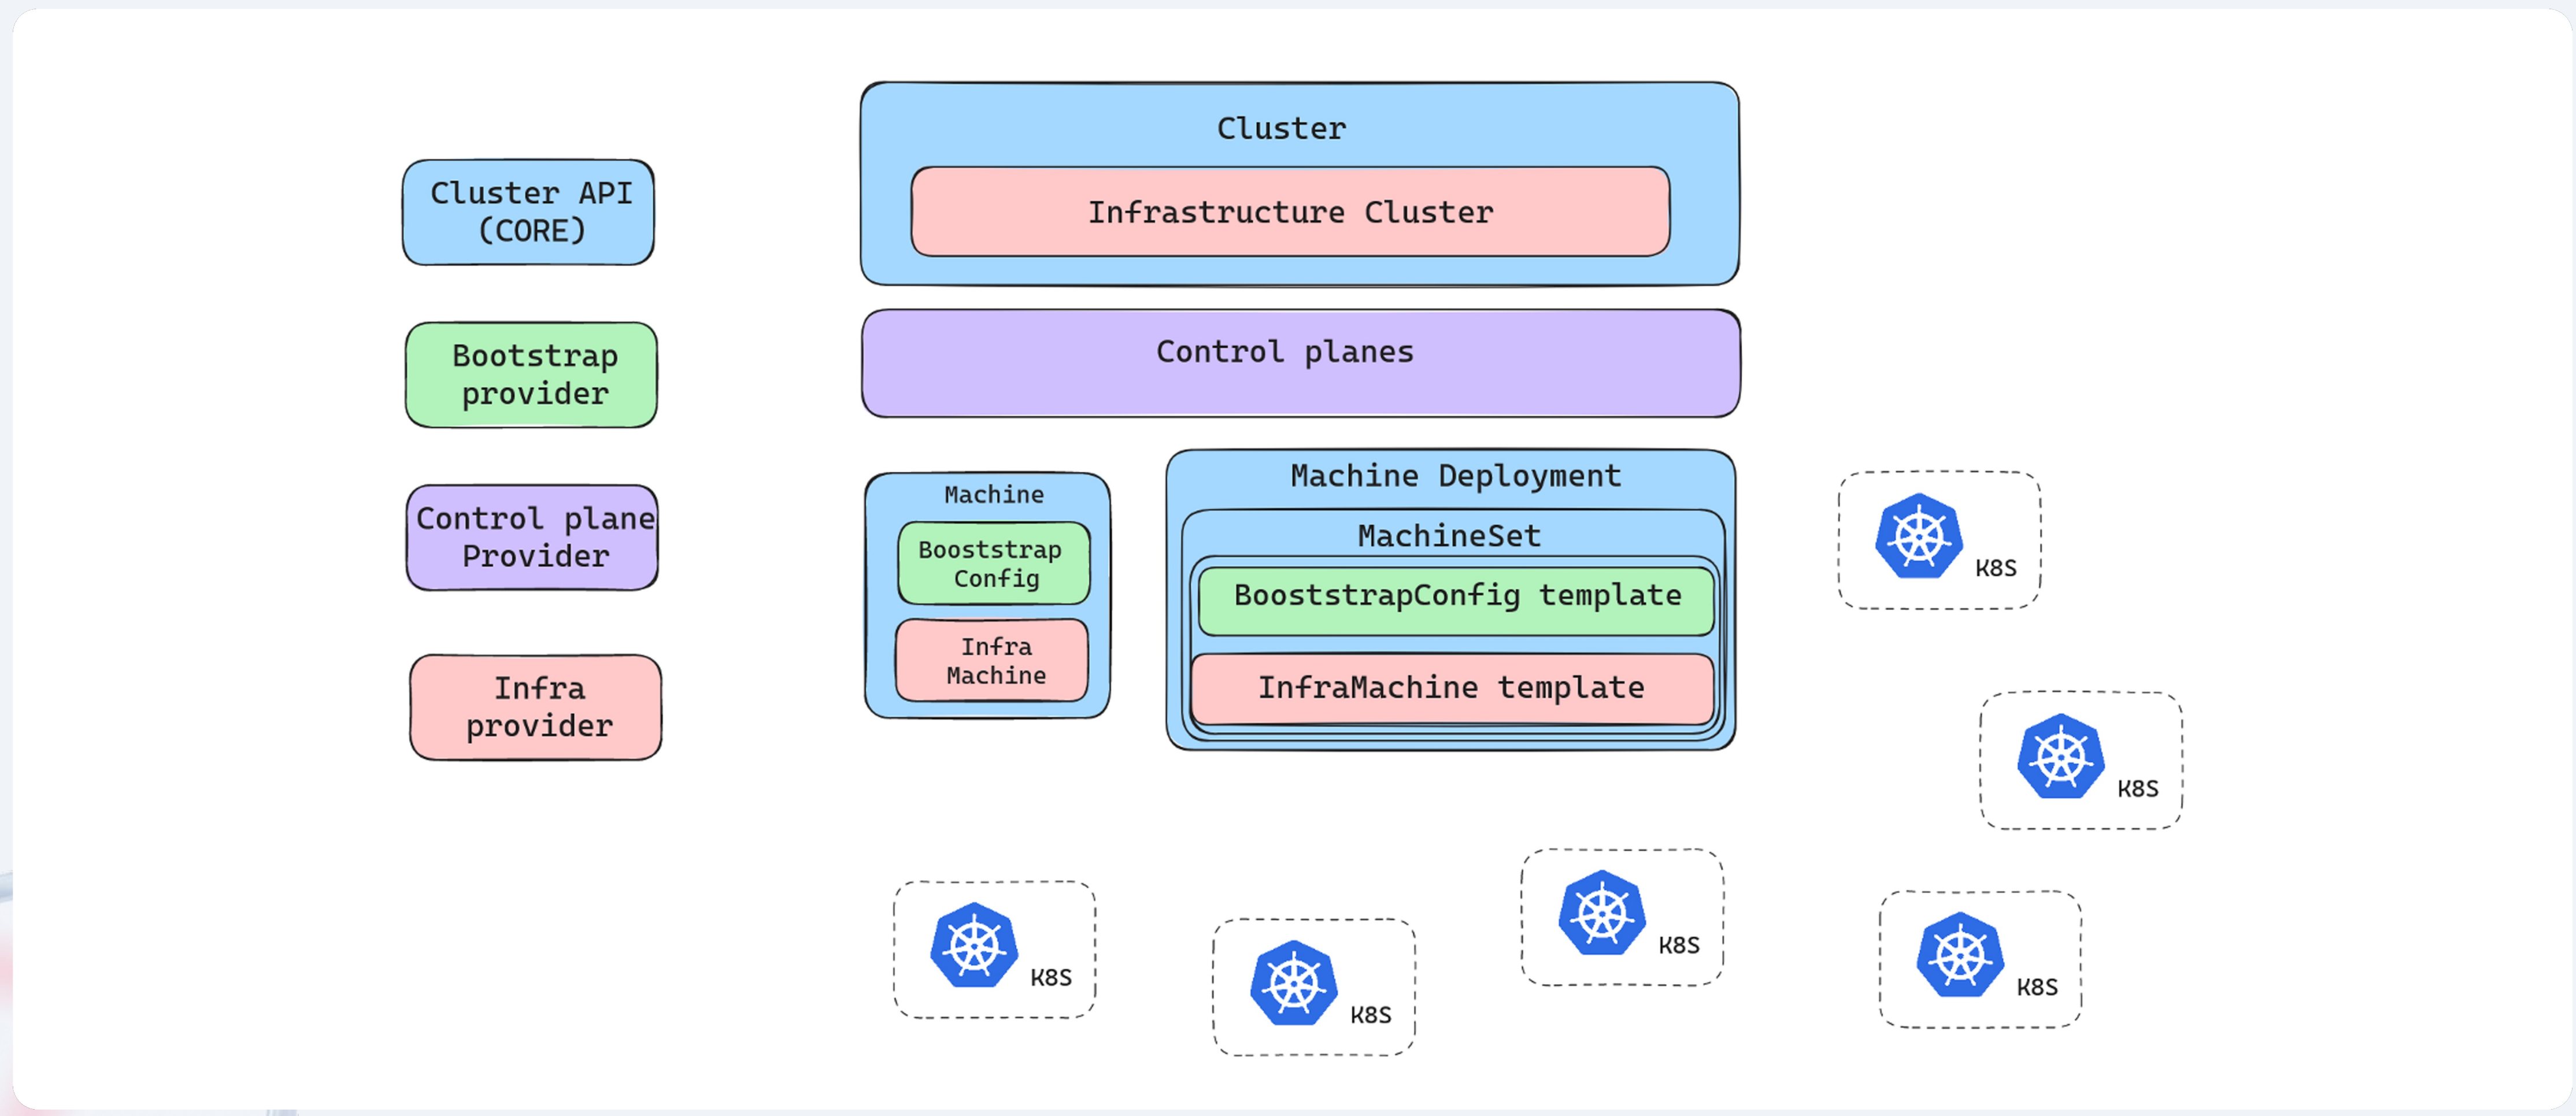 Cluster API
(CORE)
Bootstrap
provider
Control plane
Provider
Infra
provider
Cluster
Infrastructure Cluster
Control planes
Machine
Booststrap
Config
Infra
Machine
Machine Deployment
MachineSet
BooststrapConfig template
InfraMachine template
K8S
K8S
K8S
K8S
K8S
K8S